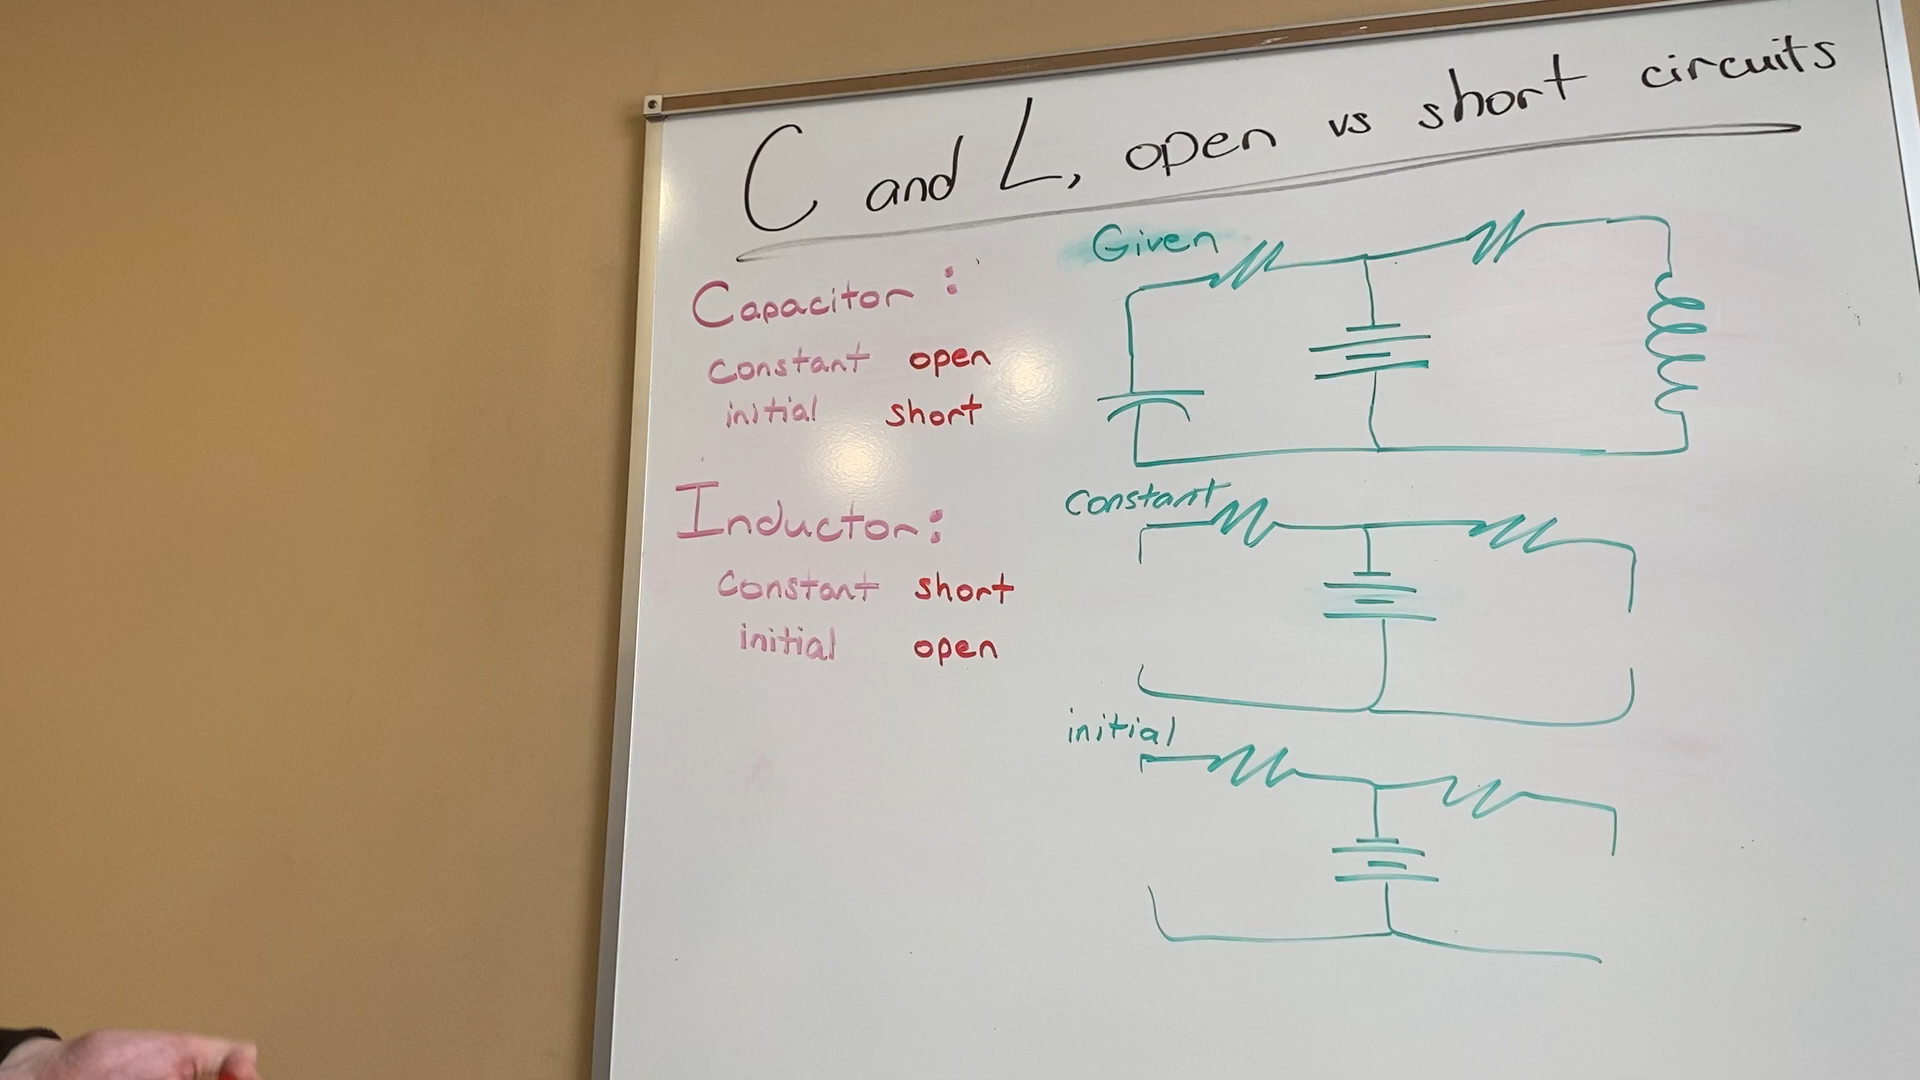 C and L, open vs short circuits
Capacitor:
constant open
initial short
Inductor:
constant short
initial open
Given
constant
initial